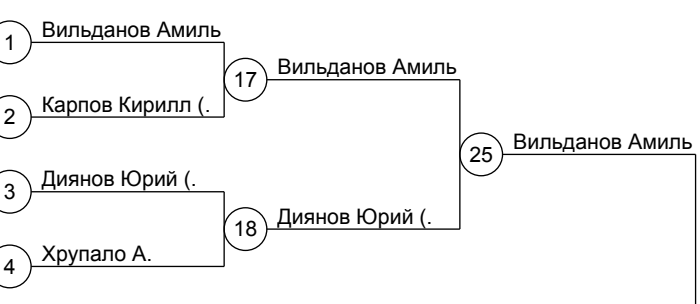 1 Вильданов Амиль
2 Карпов Кирилл (.
17 Вильданов Амиль
3 Диянов Юрий (.
4 Хрупало А.
18 Диянов Юрий (.
25 Вильданов Амиль